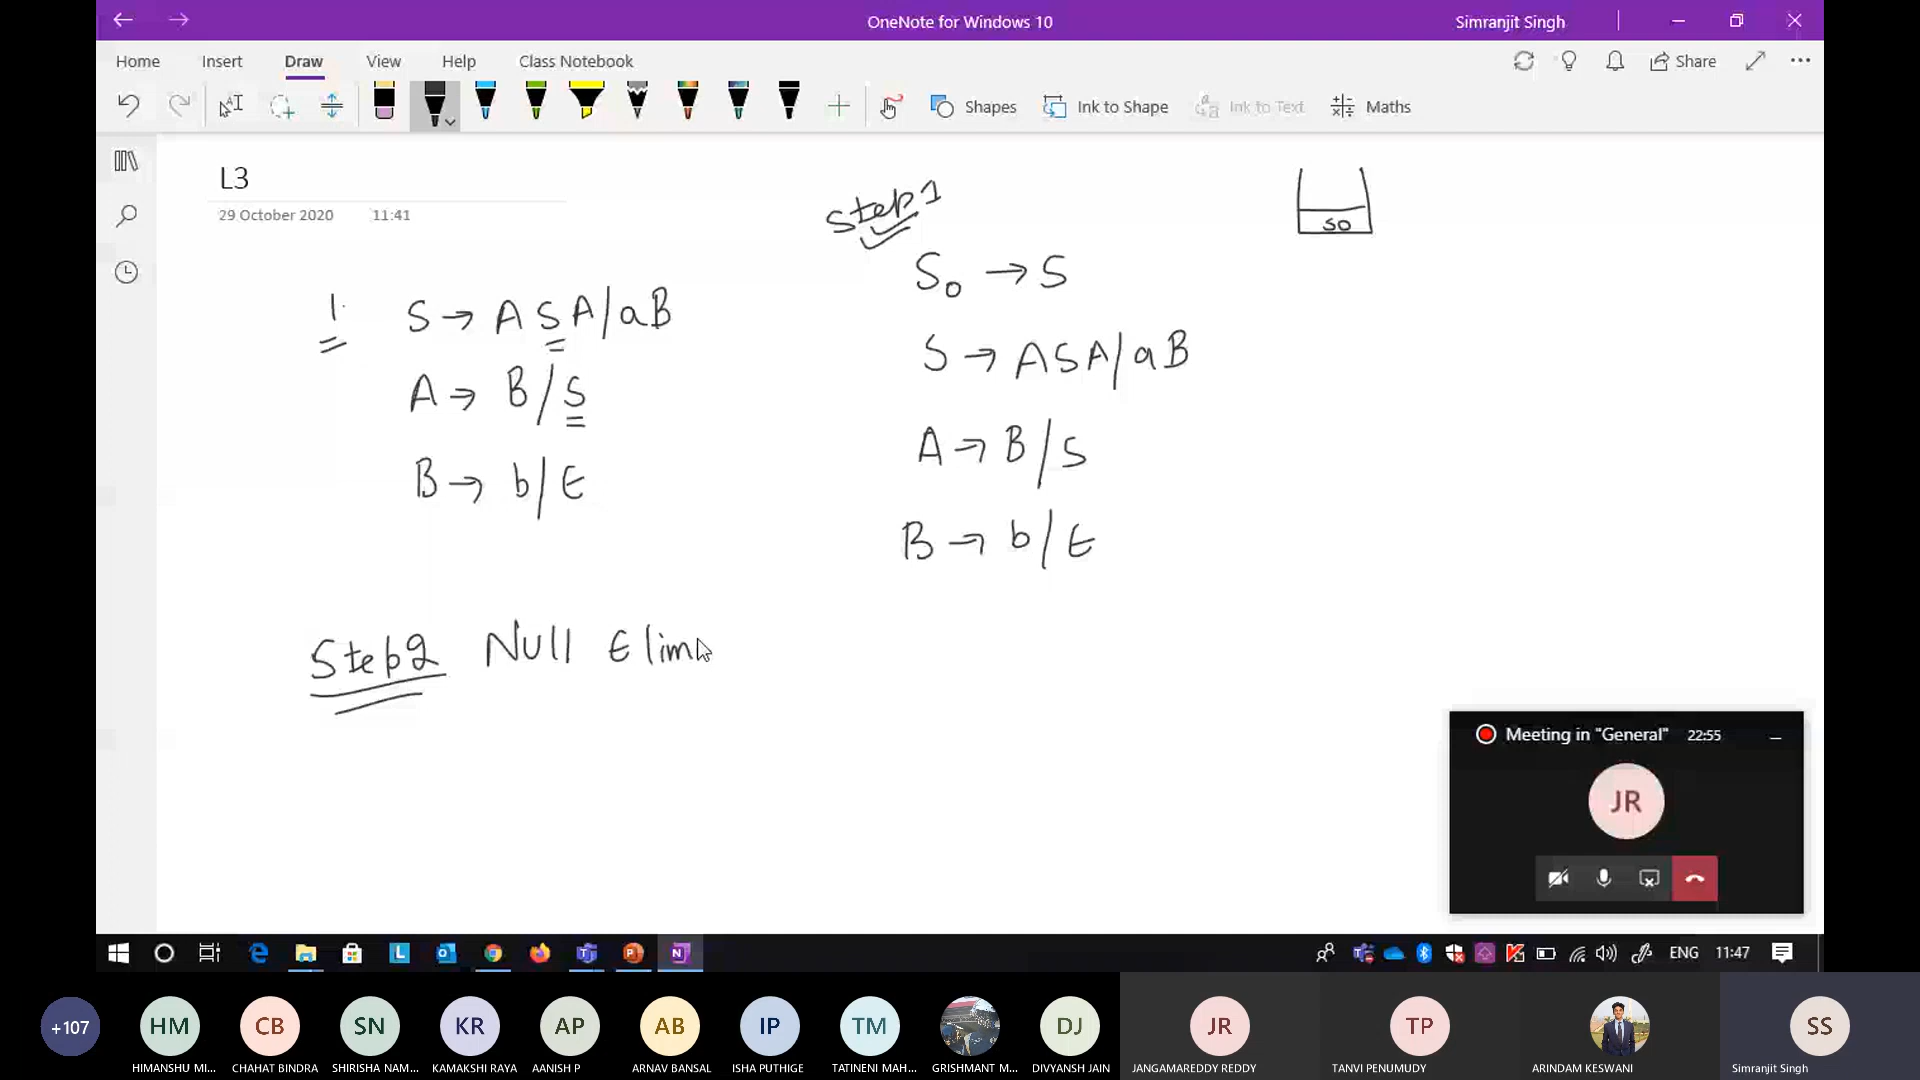 OneNote for Windows 10
Simranjit Singh
Home Insert Draw View Help Class Notebook
Share
Shapes Ink to Shape Ink to Text Maths
L3
29 October 2020 11:41
Step1
S0 → S
S → ASA/aB
A → B/S
B → b/E
S0
1. S → ASA/aB
A → B/S
B → b/E
Step2 Null Elim
Meeting in "General" 22:55
JR
ENG 11:47
+107 HM CB SN KR AP AB IP TM DJ JR TP SS
HIMANSHU MI... CHAHAT BINDRA SHIRISHA NAM... KAMAKSHI RAYA AANISH P ARNAV BANSAL ISHA PUTHIGE TATINENI MAH... GRISHMANT M... DIVYANSH JAIN JANGAMAREDDY REDDY TANVI PENUMUDY ARINDAM KESWANI Simranjit Singh